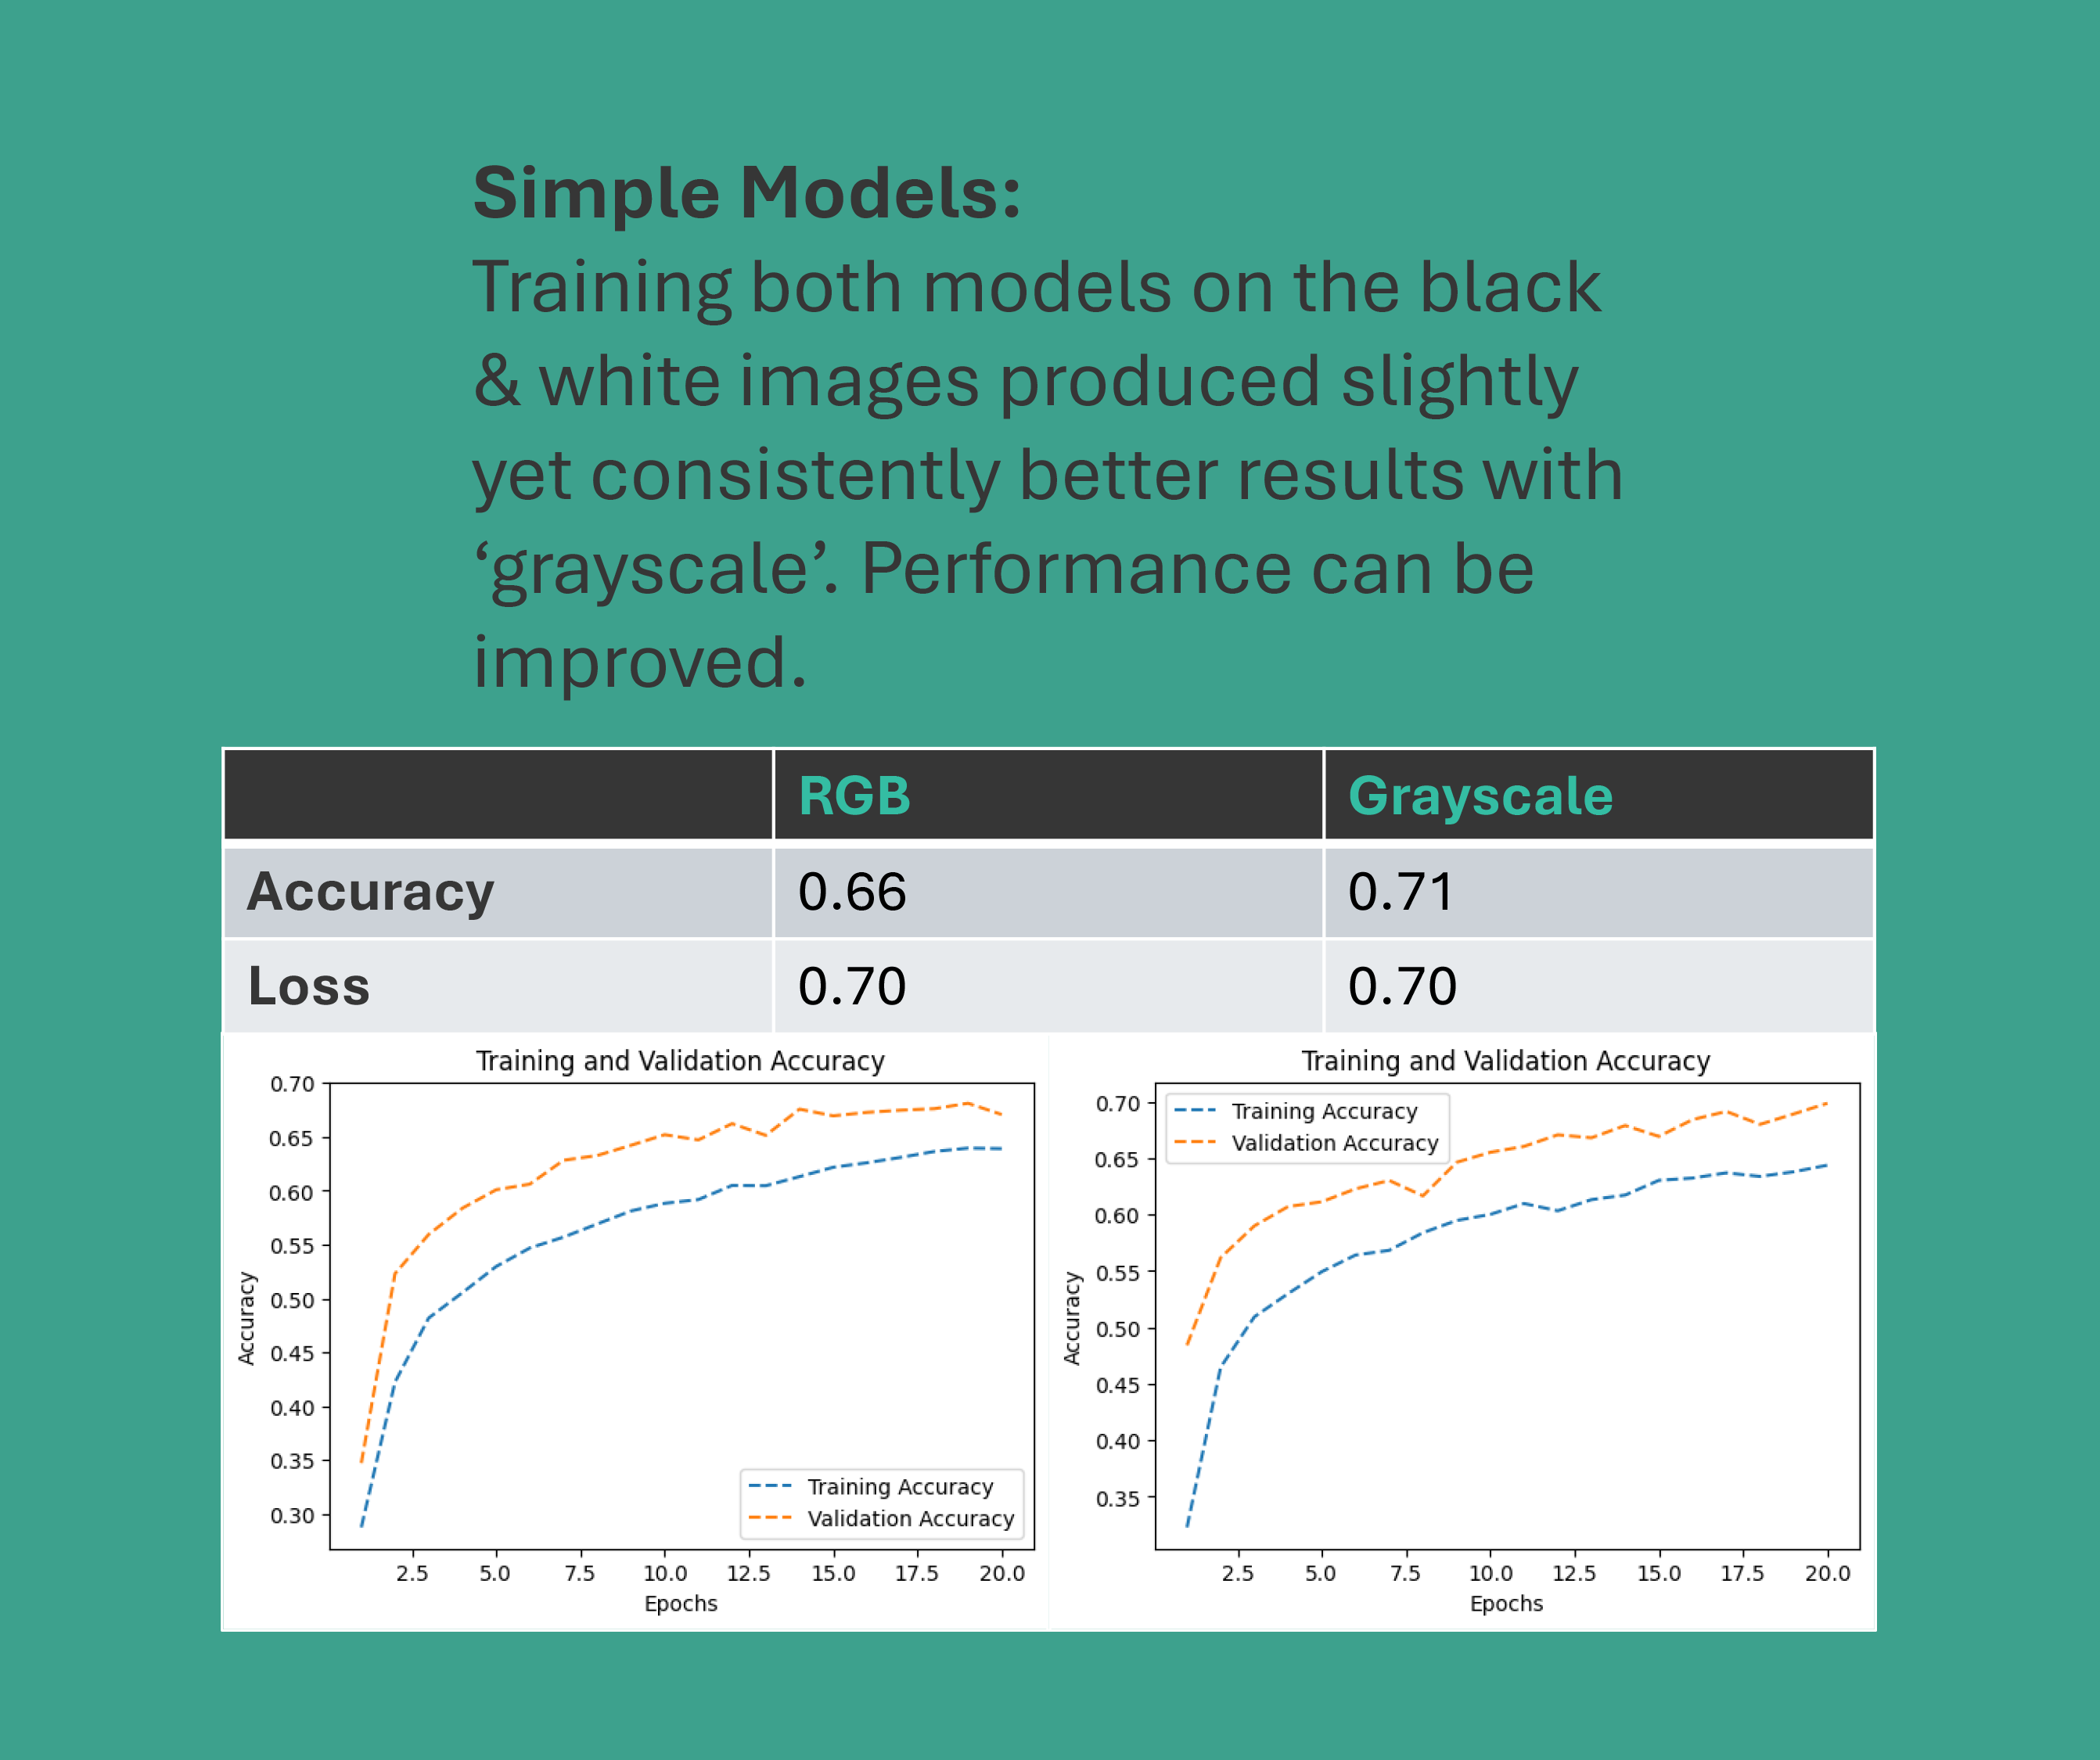 Simple Models:
Training both models on the black
& white images produced slightly
yet consistently better results with
‘grayscale’. Performance can be
improved.
RGB Grayscale
Accuracy 0.66 0.71
Loss 0.70 0.70
Training and Validation Accuracy
0.70
0.65
0.60
0.55
0.50
0.45
0.40
0.35
0.30
Accuracy
Training Accuracy
Validation Accuracy
2.5 5.0 7.5 10.0 12.5 15.0 17.5 20.0
Epochs
Training and Validation Accuracy
Training Accuracy
Validation Accuracy
0.70
0.65
0.60
0.55
0.50
0.45
0.40
0.35
Accuracy
2.5 5.0 7.5 10.0 12.5 15.0 17.5 20.0
Epochs